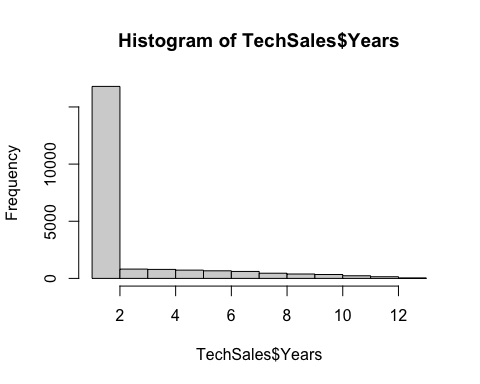 Histogram of TechSales$Years
Frequency
10000
5000
0
2 4 6 8 10 12
TechSales$Years